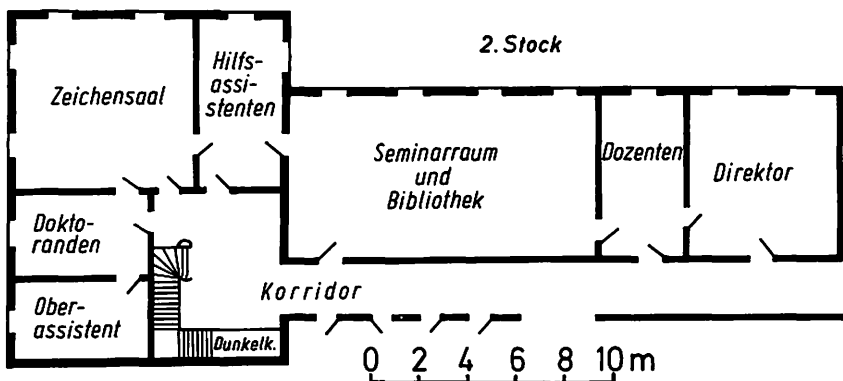 2. Stock
Zeichensaal
Hilfs-
assi-
stenten
Seminarraum
und
Bibliothek
Dozenten
Direktor
Dokto-
randen
Ober-
assistent
Korridor
Dunkelk.
0 2 4 6 8 10 m